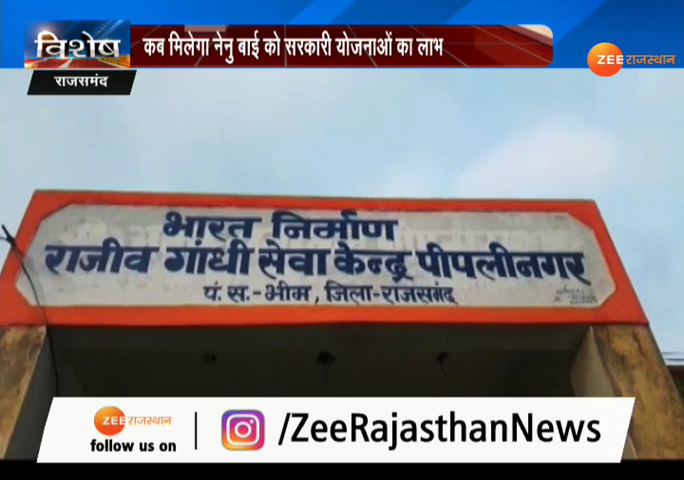 विशेष
कब मिलेगा नेनु बाई को सरकारी योजनाओं का लाभ
ZEE राजस्थान
राजसमंद
भारत निर्माण
राजीव गांधी सेवा केन्द्र पीपलीनगर
पं. स.-भीम, जिला-राजसमंद
ZEE राजस्थान
follow us on
/ZeeRajasthanNews